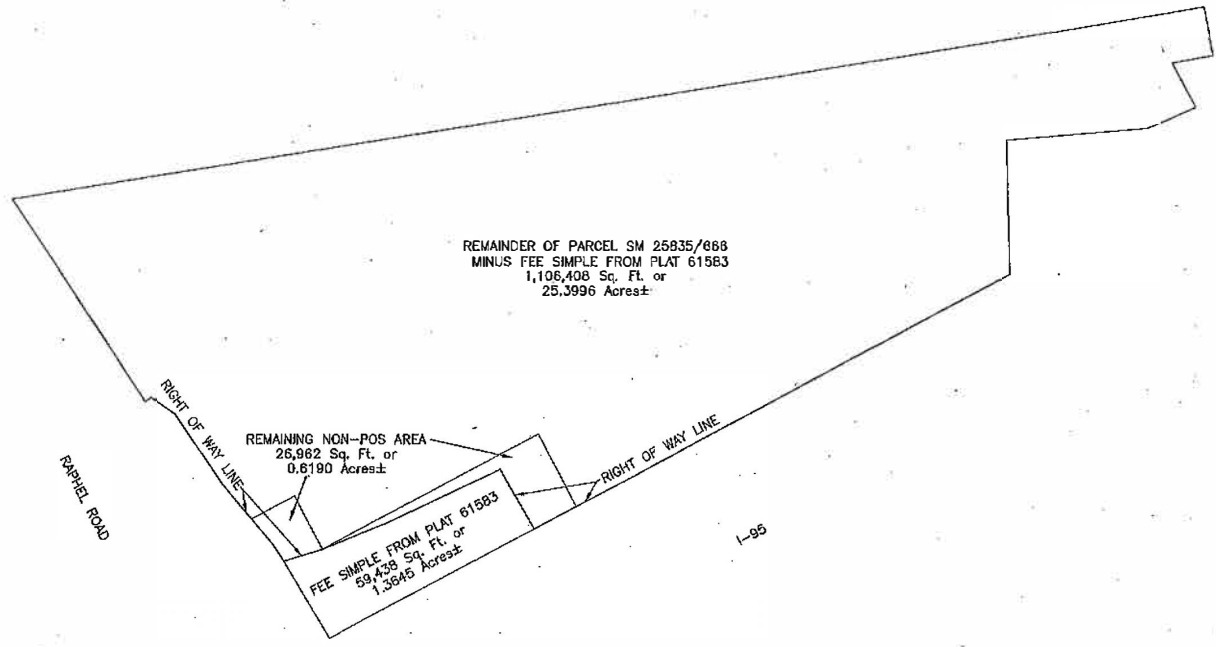 REMAINDER OF PARCEL SM 25835/668
MINUS FEE SIMPLE FROM PLAT 61583
1,106,408 Sq. Ft. or
25.3996 Acres±
RIGHT OF WAY LINE
REMAINING NON-POS AREA
26,962 Sq. Ft. or
0.6190 Acres±
RIGHT OF WAY LINE
RAPHEL ROAD
FEE SIMPLE FROM PLAT 61583
59,438 Sq. Ft. or
1.3645 Acres±
I-95